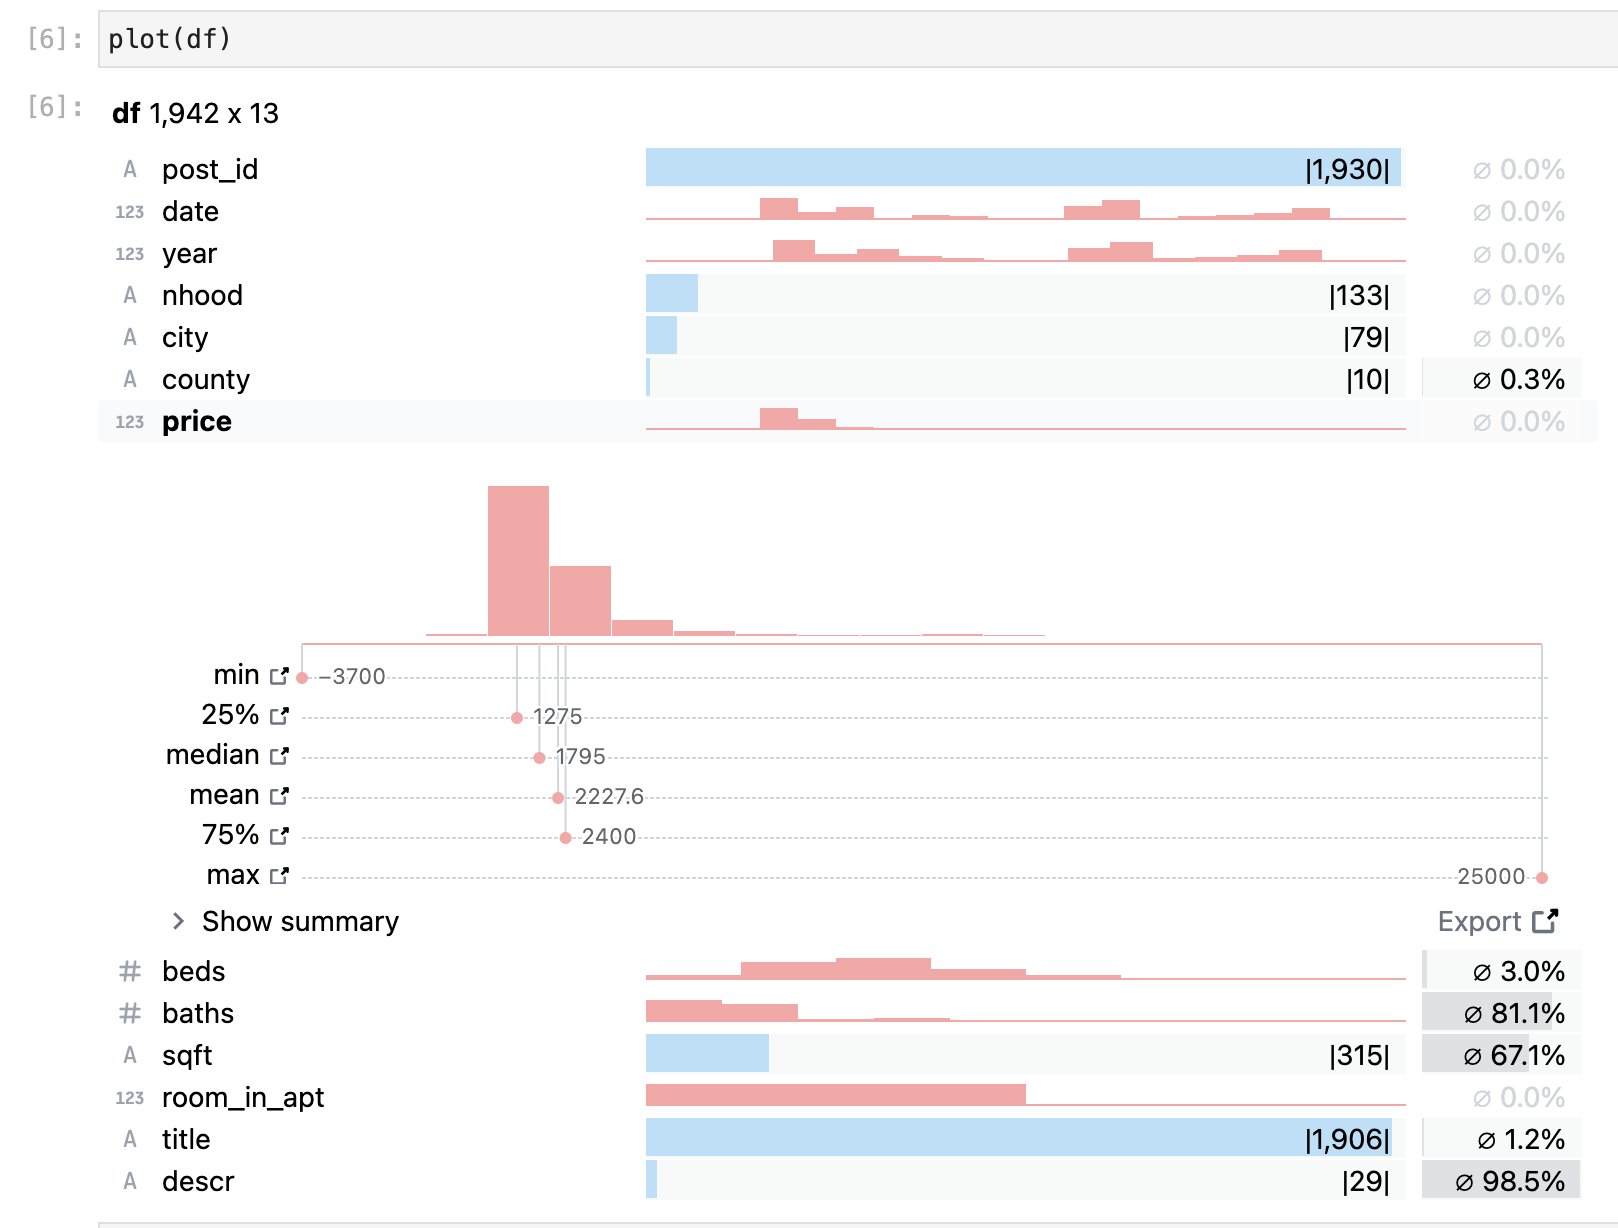 [6]: plot(df)
[6]: df 1,942 x 13
A post_id |1,930| ∅ 0.0%
123 date ∅ 0.0%
123 year ∅ 0.0%
A nhood |133| ∅ 0.0%
A city |79| ∅ 0.0%
A county |10| ∅ 0.3%
123 price ∅ 0.0%
min −3700
25% 1275
median 1795
mean 2227.6
75% 2400
max 25000
Show summary Export
# beds ∅ 3.0%
# baths ∅ 81.1%
A sqft |315| ∅ 67.1%
123 room_in_apt ∅ 0.0%
A title |1,906| ∅ 1.2%
A descr |29| ∅ 98.5%